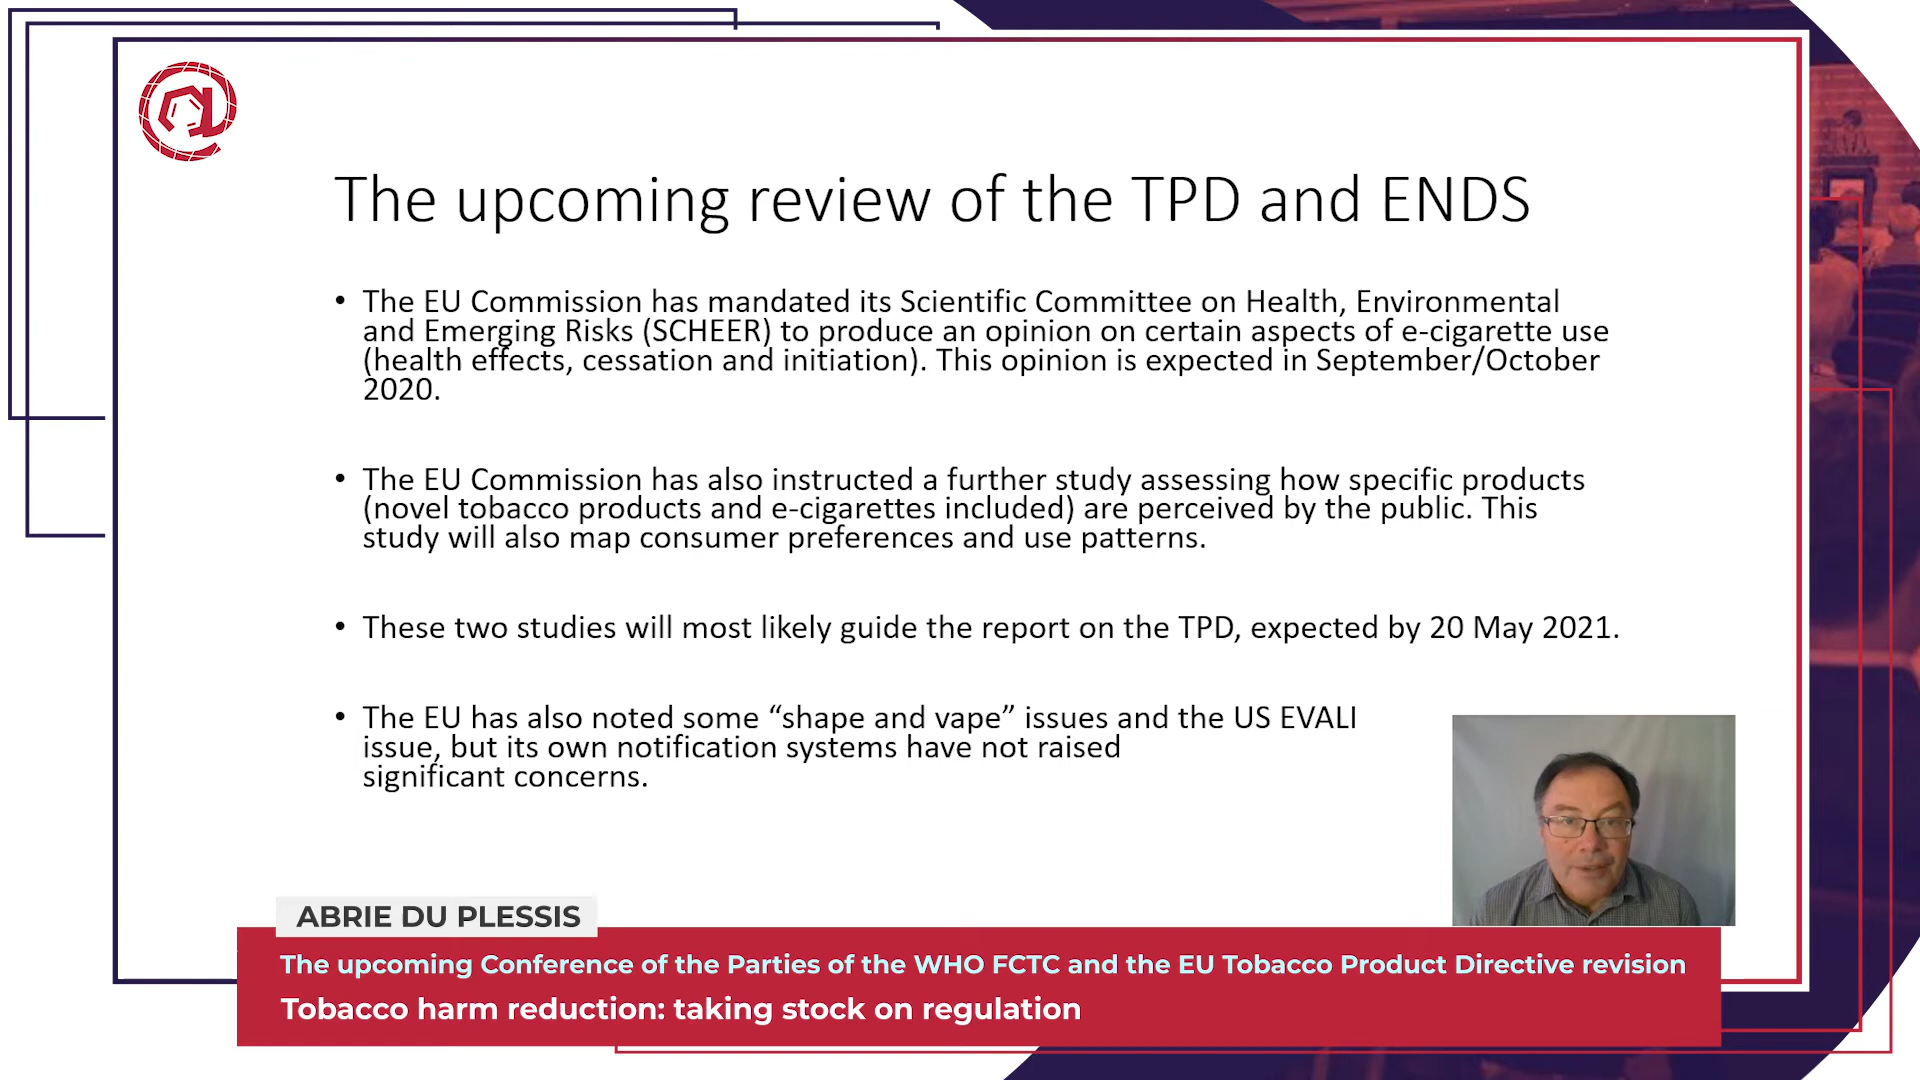 The upcoming review of the TPD and ENDS
• The EU Commission has mandated its Scientific Committee on Health, Environmental
and Emerging Risks (SCHEER) to produce an opinion on certain aspects of e-cigarette use
(health effects, cessation and initiation). This opinion is expected in September/October
2020.
• The EU Commission has also instructed a further study assessing how specific products
(novel tobacco products and e-cigarettes included) are perceived by the public. This
study will also map consumer preferences and use patterns.
• These two studies will most likely guide the report on the TPD, expected by 20 May 2021.
• The EU has also noted some “shape and vape” issues and the US EVALI
issue, but its own notification systems have not raised
significant concerns.
ABRIE DU PLESSIS
The upcoming Conference of the Parties of the WHO FCTC and the EU Tobacco Product Directive revision
Tobacco harm reduction: taking stock on regulation